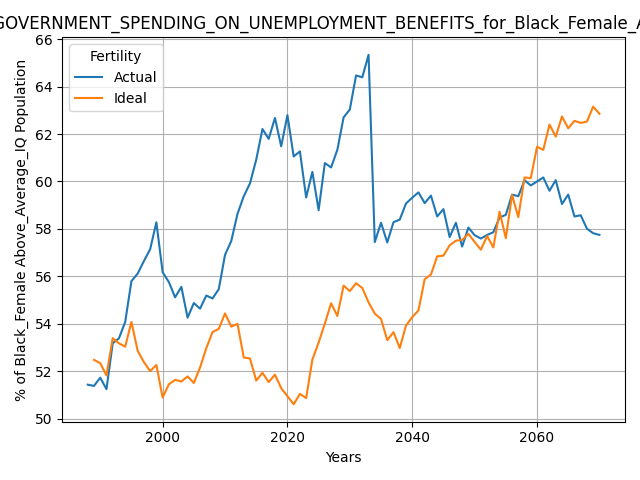 GOVERNMENT_SPENDING_ON_UNEMPLOYMENT_BENEFITS_for_Black_Female_A
Fertility
Actual
Ideal
% of Black_Female Above_Average_IQ Population
66
64
62
60
58
56
54
52
50
2000 2020 2040 2060
Years